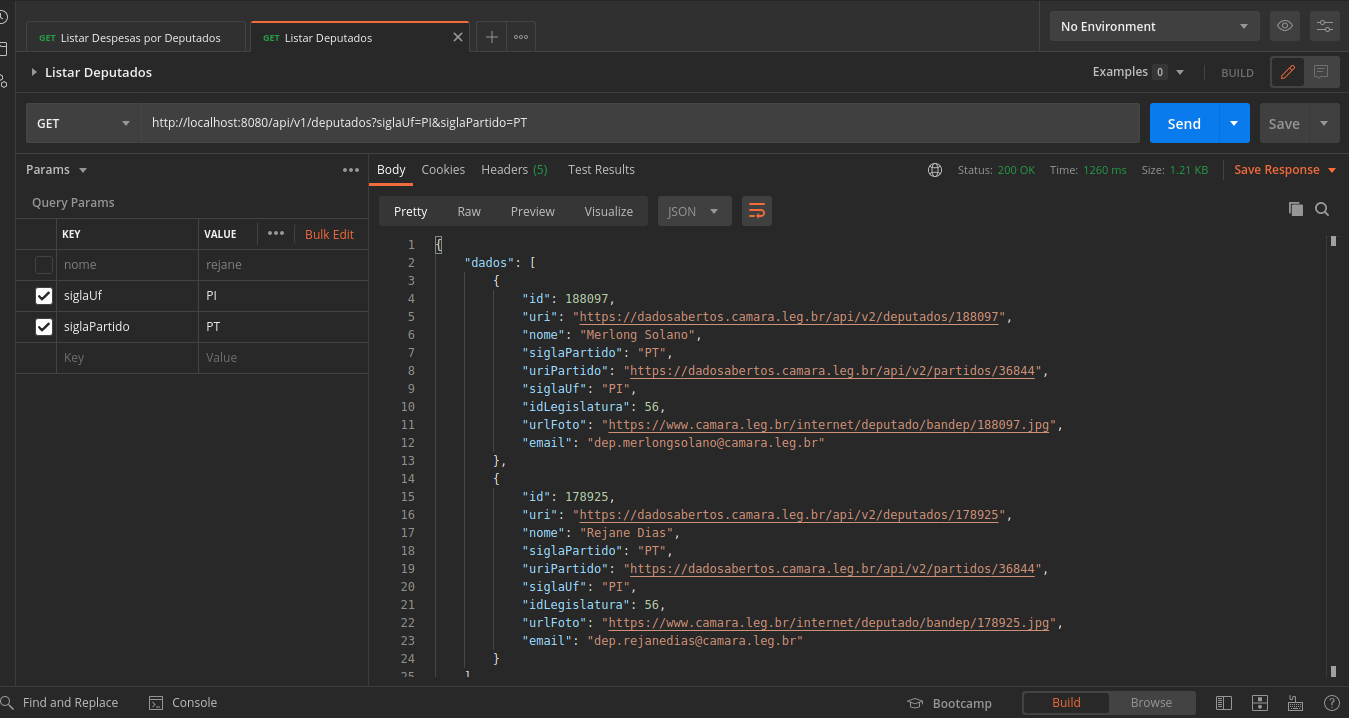 GET Listar Despesas por Deputados
GET Listar Deputados
No Environment
Listar Deputados
Examples 0
BUILD
GET
http://localhost:8080/api/v1/deputados?siglaUf=PI&siglaPartido=PT
Send
Save
Params
Body Cookies Headers (5) Test Results
Status: 200 OK Time: 1260 ms Size: 1.21 KB
Save Response
Query Params
Pretty Raw Preview Visualize JSON
KEY VALUE Bulk Edit
nome rejane
siglaUf PI
siglaPartido PT
Key Value
1 {
2 "dados": [
3 {
4 "id": 188097,
5 "uri": "https://dadosabertos.camara.leg.br/api/v2/deputados/188097",
6 "nome": "Merlong Solano",
7 "siglaPartido": "PT",
8 "uriPartido": "https://dadosabertos.camara.leg.br/api/v2/partidos/36844",
9 "siglaUf": "PI",
10 "idLegislatura": 56,
11 "urlFoto": "https://www.camara.leg.br/internet/deputado/bandep/188097.jpg",
12 "email": "dep.merlongsolano@camara.leg.br"
13 },
14 {
15 "id": 178925,
16 "uri": "https://dadosabertos.camara.leg.br/api/v2/deputados/178925",
17 "nome": "Rejane Dias",
18 "siglaPartido": "PT",
19 "uriPartido": "https://dadosabertos.camara.leg.br/api/v2/partidos/36844",
20 "siglaUf": "PI",
21 "idLegislatura": 56,
22 "urlFoto": "https://www.camara.leg.br/internet/deputado/bandep/178925.jpg",
23 "email": "dep.rejanedias@camara.leg.br"
24 }
25 ]
Find and Replace
Console
Bootcamp
Build
Browse